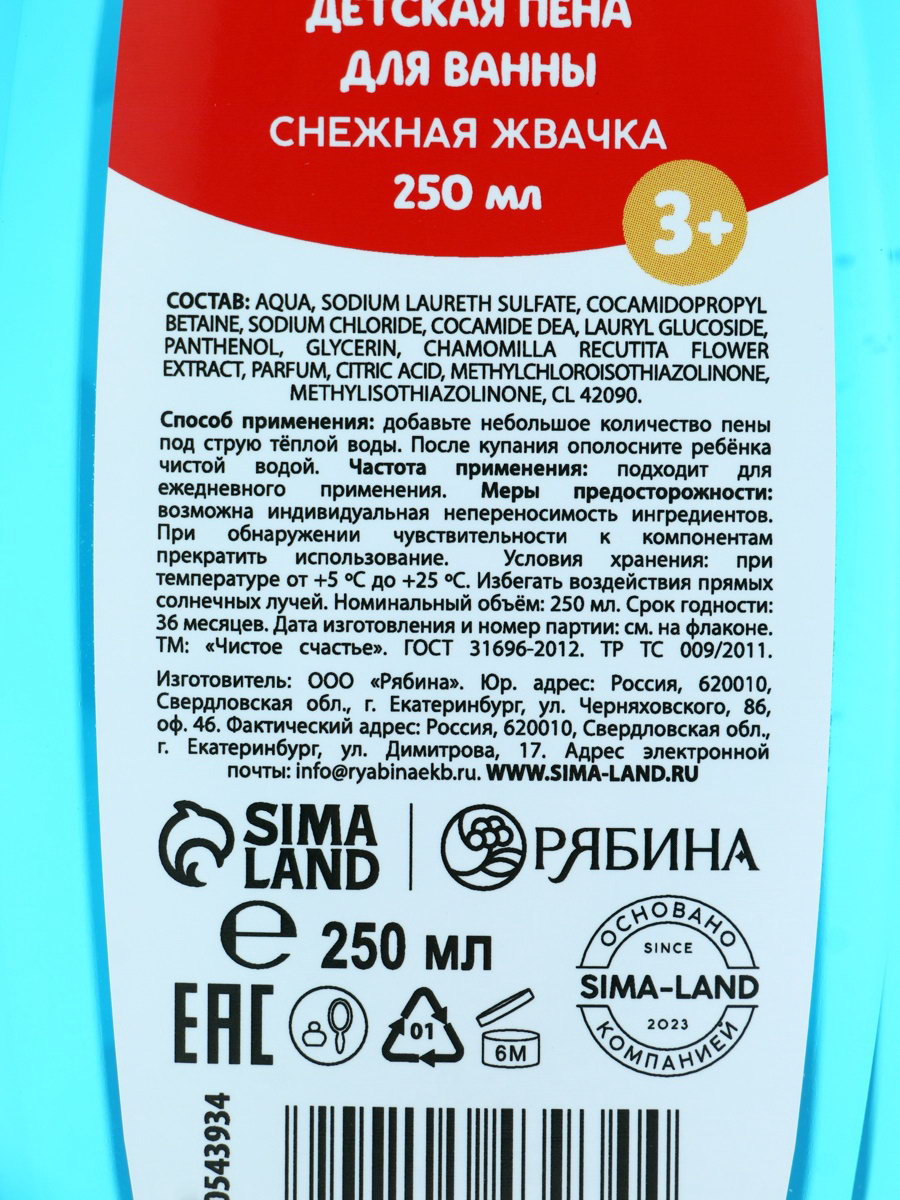 ДЕТСКАЯ ПЕНА
ДЛЯ ВАННЫ
СНЕЖНАЯ ЖВАЧКА
250 мл
3+
СОСТАВ: AQUA, SODIUM LAURETH SULFATE, COCAMIDOPROPYL
BETAINE, SODIUM CHLORIDE, COCAMIDE DEA, LAURYL GLUCOSIDE,
PANTHENOL, GLYCERIN, CHAMOMILLA RECUTITA FLOWER
EXTRACT, PARFUM, CITRIC ACID, METHYLCHLOROISOTHIAZOLINONE,
METHYLISOTHIAZOLINONE, CL 42090.
Способ применения: добавьте небольшое количество пены
под струю тёплой воды. После купания ополосните ребёнка
чистой водой. Частота применения: подходит для
ежедневного применения. Меры предосторожности:
возможна индивидуальная непереносимость ингредиентов.
При обнаружении чувствительности к компонентам
прекратить использование. Условия хранения: при
температуре от +5 ºС до +25 ºС. Избегать воздействия прямых
солнечных лучей. Номинальный объём: 250 мл. Срок годности:
36 месяцев. Дата изготовления и номер партии: см. на флаконе.
ТМ: «Чистое счастье». ГОСТ 31696-2012. ТР ТС 009/2011.
Изготовитель: ООО «Рябина». Юр. адрес: Россия, 620010,
Свердловская обл., г. Екатеринбург, ул. Черняховского, 86,
оф. 46. Фактический адрес: Россия, 620010, Свердловская обл.,
г. Екатеринбург, ул. Димитрова, 17. Адрес электронной
почты: info@ryabinaekb.ru. WWW.SIMA-LAND.RU
SIMA
LAND
РЯБИНА
e 250 мл
ОСНОВАНО
SINCE
SIMA-LAND
2023
КОМПАНИЕЙ
EAC
01
6M
0543934